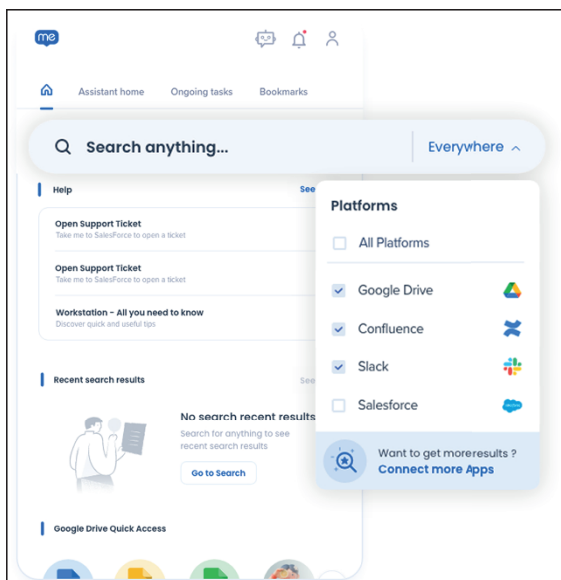 me
Assistant home
Ongoing tasks
Bookmarks
Search anything...
Everywhere
Help
See
Open Support Ticket
Take me to SalesForce to open a ticket
Open Support Ticket
Take me to SalesForce to open a ticket
Workstation - All you need to know
Discover quick and useful tips
Recent search results
See
No search recent results
Search for anything to see
recent search results
Go to Search
Google Drive Quick Access
Platforms
All Platforms
Google Drive
Confluence
Slack
Salesforce
Want to get moreresults ?
Connect more Apps